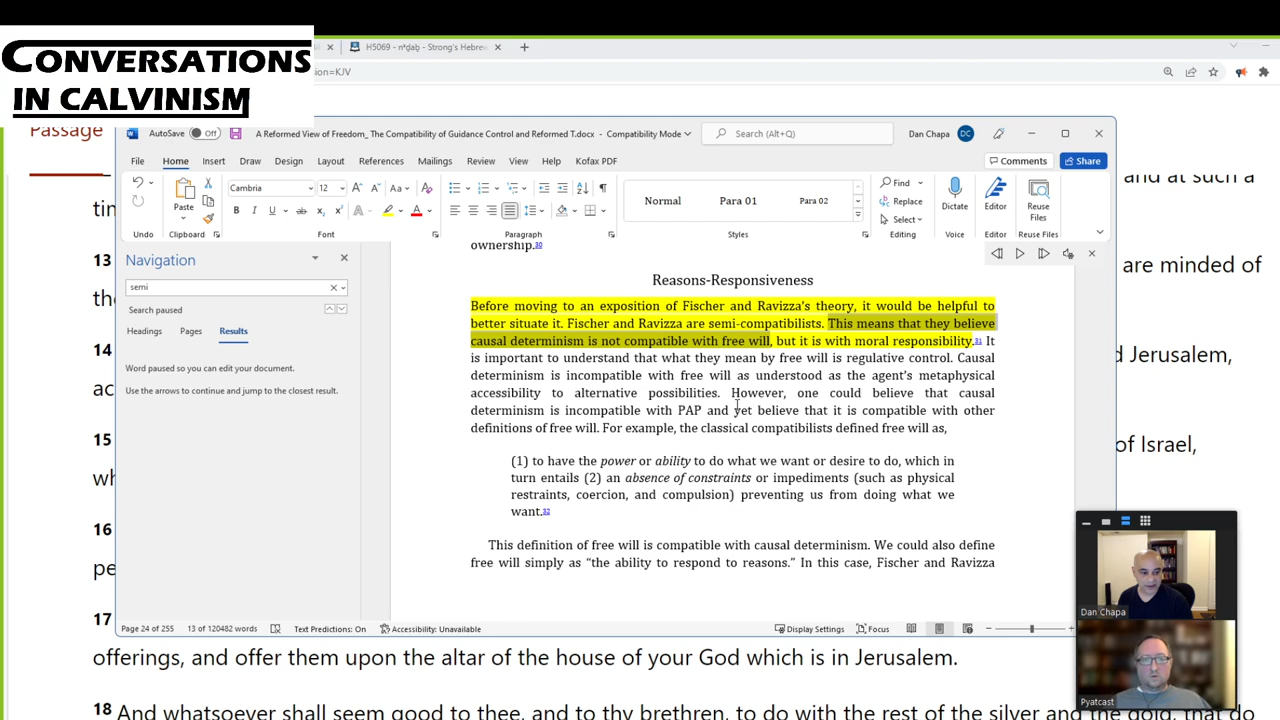 CONVERSATIONS
IN CALVINISM
H5069 - nᵊḏaḇ - Strong's Hebrew
sion=KJV
Passage
AutoSave Off
A Reformed View of Freedom_ The Compatibility of Guidance Control and Reformed T.docx - Compatibility Mode
Search (Alt+Q)
Dan Chapa DC
File Home Insert Draw Design Layout References Mailings Review View Help Kofax PDF
Comments Share
Paste
Cambria 12
Normal Para 01 Para 02
Find
Replace
Select
Dictate Editor Reuse Files
Undo Clipboard Font Paragraph Styles Editing Voice Editor Reuse Files
Navigation
semi
Search paused
Headings Pages Results
Word paused so you can edit your document.
Use the arrows to continue and jump to the closest result.
ownership.30
Reasons-Responsiveness
Before moving to an exposition of Fischer and Ravizza's theory, it would be helpful to
better situate it. Fischer and Ravizza are semi-compatibilists. This means that they believe
causal determinism is not compatible with free will, but it is with moral responsibility.31 It
is important to understand that what they mean by free will is regulative control. Causal
determinism is incompatible with free will as understood as the agent's metaphysical
accessibility to alternative possibilities. However, one could believe that causal
determinism is incompatible with PAP and yet believe that it is compatible with other
definitions of free will. For example, the classical compatibilists defined free will as,
(1) to have the power or ability to do what we want or desire to do, which in
turn entails (2) an absence of constraints or impediments (such as physical
restraints, coercion, and compulsion) preventing us from doing what we
want.32
This definition of free will is compatible with causal determinism. We could also define
free will simply as “the ability to respond to reasons.” In this case, Fischer and Ravizza
Page 24 of 255 13 of 120482 words Text Predictions: On Accessibility: Unavailable Display Settings Focus
and at such a
tin
13
are minded of
the
14
d Jerusalem,
ac
15
of Israel,
wh
16
pe
17
offerings, and offer them upon the altar of the house of your God which is in Jerusalem.
18 And whatsoever shall seem good to thee, and to thy brethren, to do with the rest of the silver and the gold, that do
Dan Chapa
Pyatcast